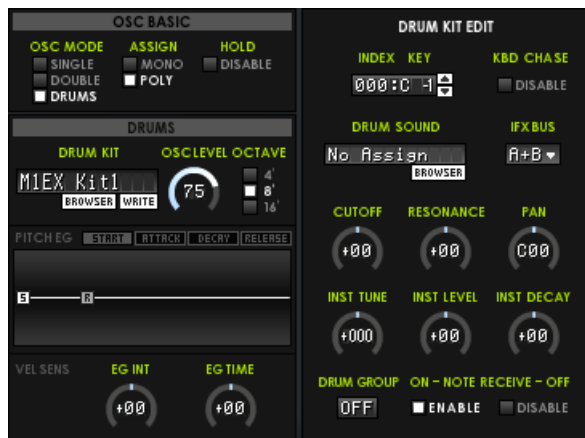 OSC BASIC
OSC MODE ASSIGN HOLD
SINGLE MONO DISABLE
DOUBLE POLY
DRUMS
DRUMS
DRUM KIT OSC LEVEL OCTAVE
M1EX Kit1 75 4'
8'
BROWSER WRITE 16'
PITCH EG START ATTACK DECAY RELEASE
S R
VEL SENS EG INT EG TIME
+00 +00
DRUM KIT EDIT
INDEX KEY KBD CHASE
000:C -1 DISABLE
DRUM SOUND IFX BUS
No Assign A+B
BROWSER
CUTOFF RESONANCE PAN
+00 +00 C00
INST TUNE INST LEVEL INST DECAY
+000 +00 +00
DRUM GROUP ON – NOTE RECEIVE – OFF
OFF ENABLE DISABLE